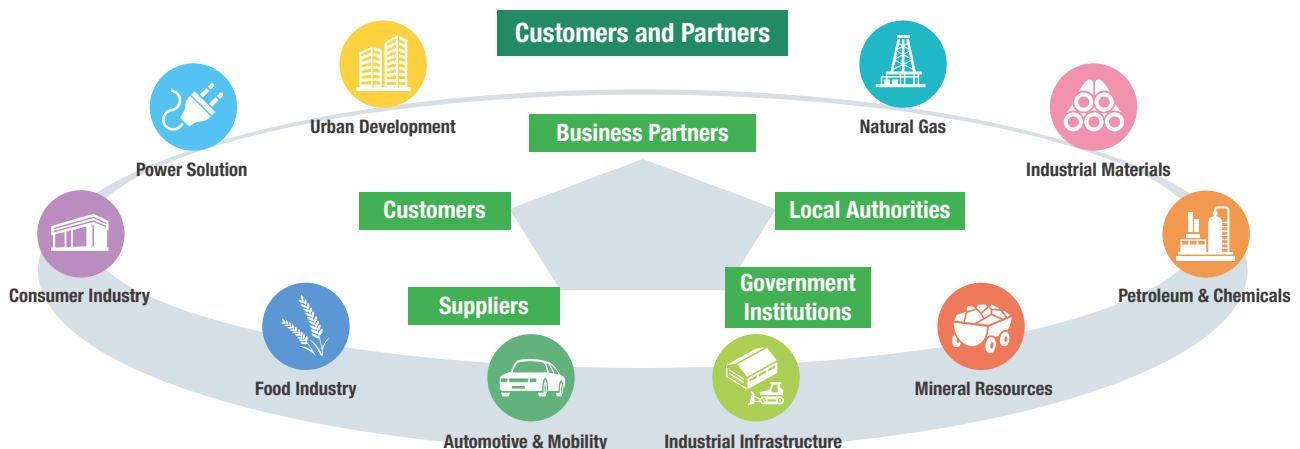 Customers and Partners
Urban Development
Natural Gas
Business Partners
Power Solution
Industrial Materials
Customers
Local Authorities
Consumer Industry
Petroleum & Chemicals
Suppliers
Government
Institutions
Food Industry
Mineral Resources
Automotive & Mobility
Industrial Infrastructure